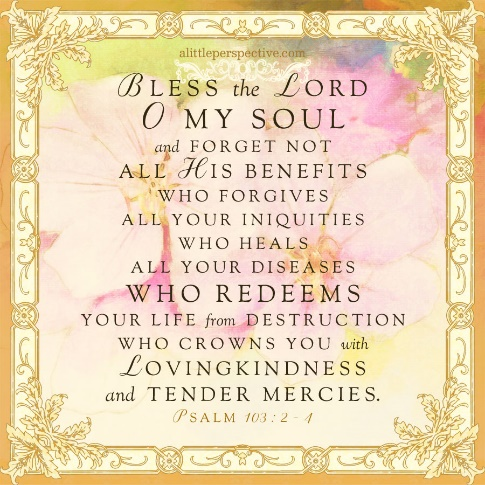 alittleperspective.com
BLESS the LORD
O MY SOUL
and FORGET NOT
ALL HIS BENEFITS
WHO FORGIVES
ALL YOUR INIQUITIES
WHO HEALS
ALL YOUR DISEASES
WHO REDEEMS
YOUR LIFE from DESTRUCTION
WHO CROWNS YOU with
LOVINGKINDNESS
and TENDER MERCIES.
PSALM 103:2-4